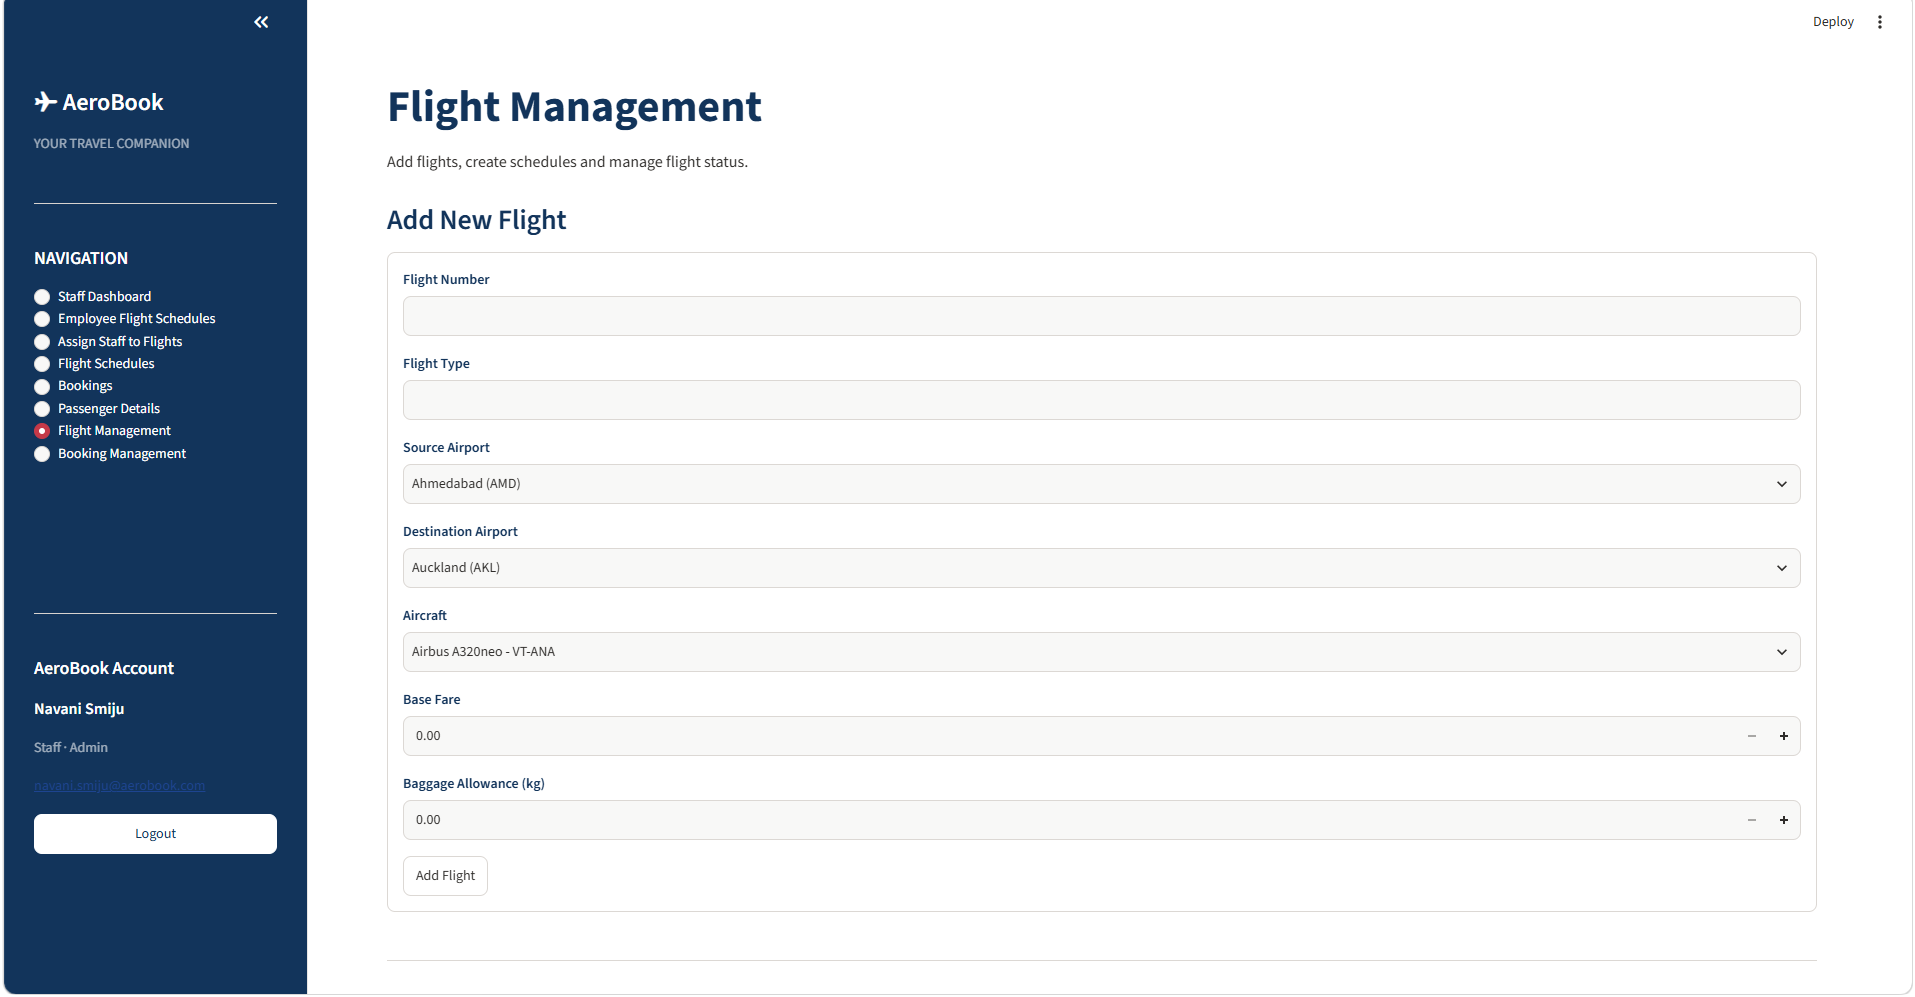 Deploy
AeroBook
YOUR TRAVEL COMPANION
NAVIGATION
Staff Dashboard
Employee Flight Schedules
Assign Staff to Flights
Flight Schedules
Bookings
Passenger Details
Flight Management
Booking Management
AeroBook Account
Navani Smiju
Staff · Admin
navani.smiju@aerobook.com
Logout
Flight Management
Add flights, create schedules and manage flight status.
Add New Flight
Flight Number
Flight Type
Source Airport
Ahmedabad (AMD)
Destination Airport
Auckland (AKL)
Aircraft
Airbus A320neo - VT-ANA
Base Fare
0.00
Baggage Allowance (kg)
0.00
Add Flight